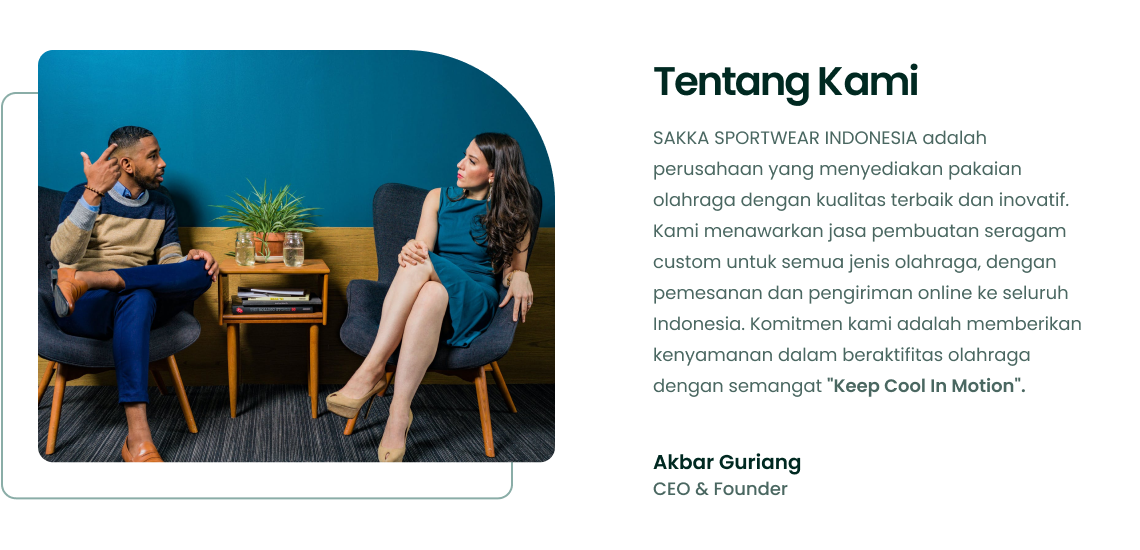 Tentang Kami
SAKKA SPORTWEAR INDONESIA adalah
perusahaan yang menyediakan pakaian
olahraga dengan kualitas terbaik dan inovatif.
Kami menawarkan jasa pembuatan seragam
custom untuk semua jenis olahraga, dengan
pemesanan dan pengiriman online ke seluruh
Indonesia. Komitmen kami adalah memberikan
kenyamanan dalam beraktifitas olahraga
dengan semangat "Keep Cool In Motion".
Akbar Guriang
CEO & Founder